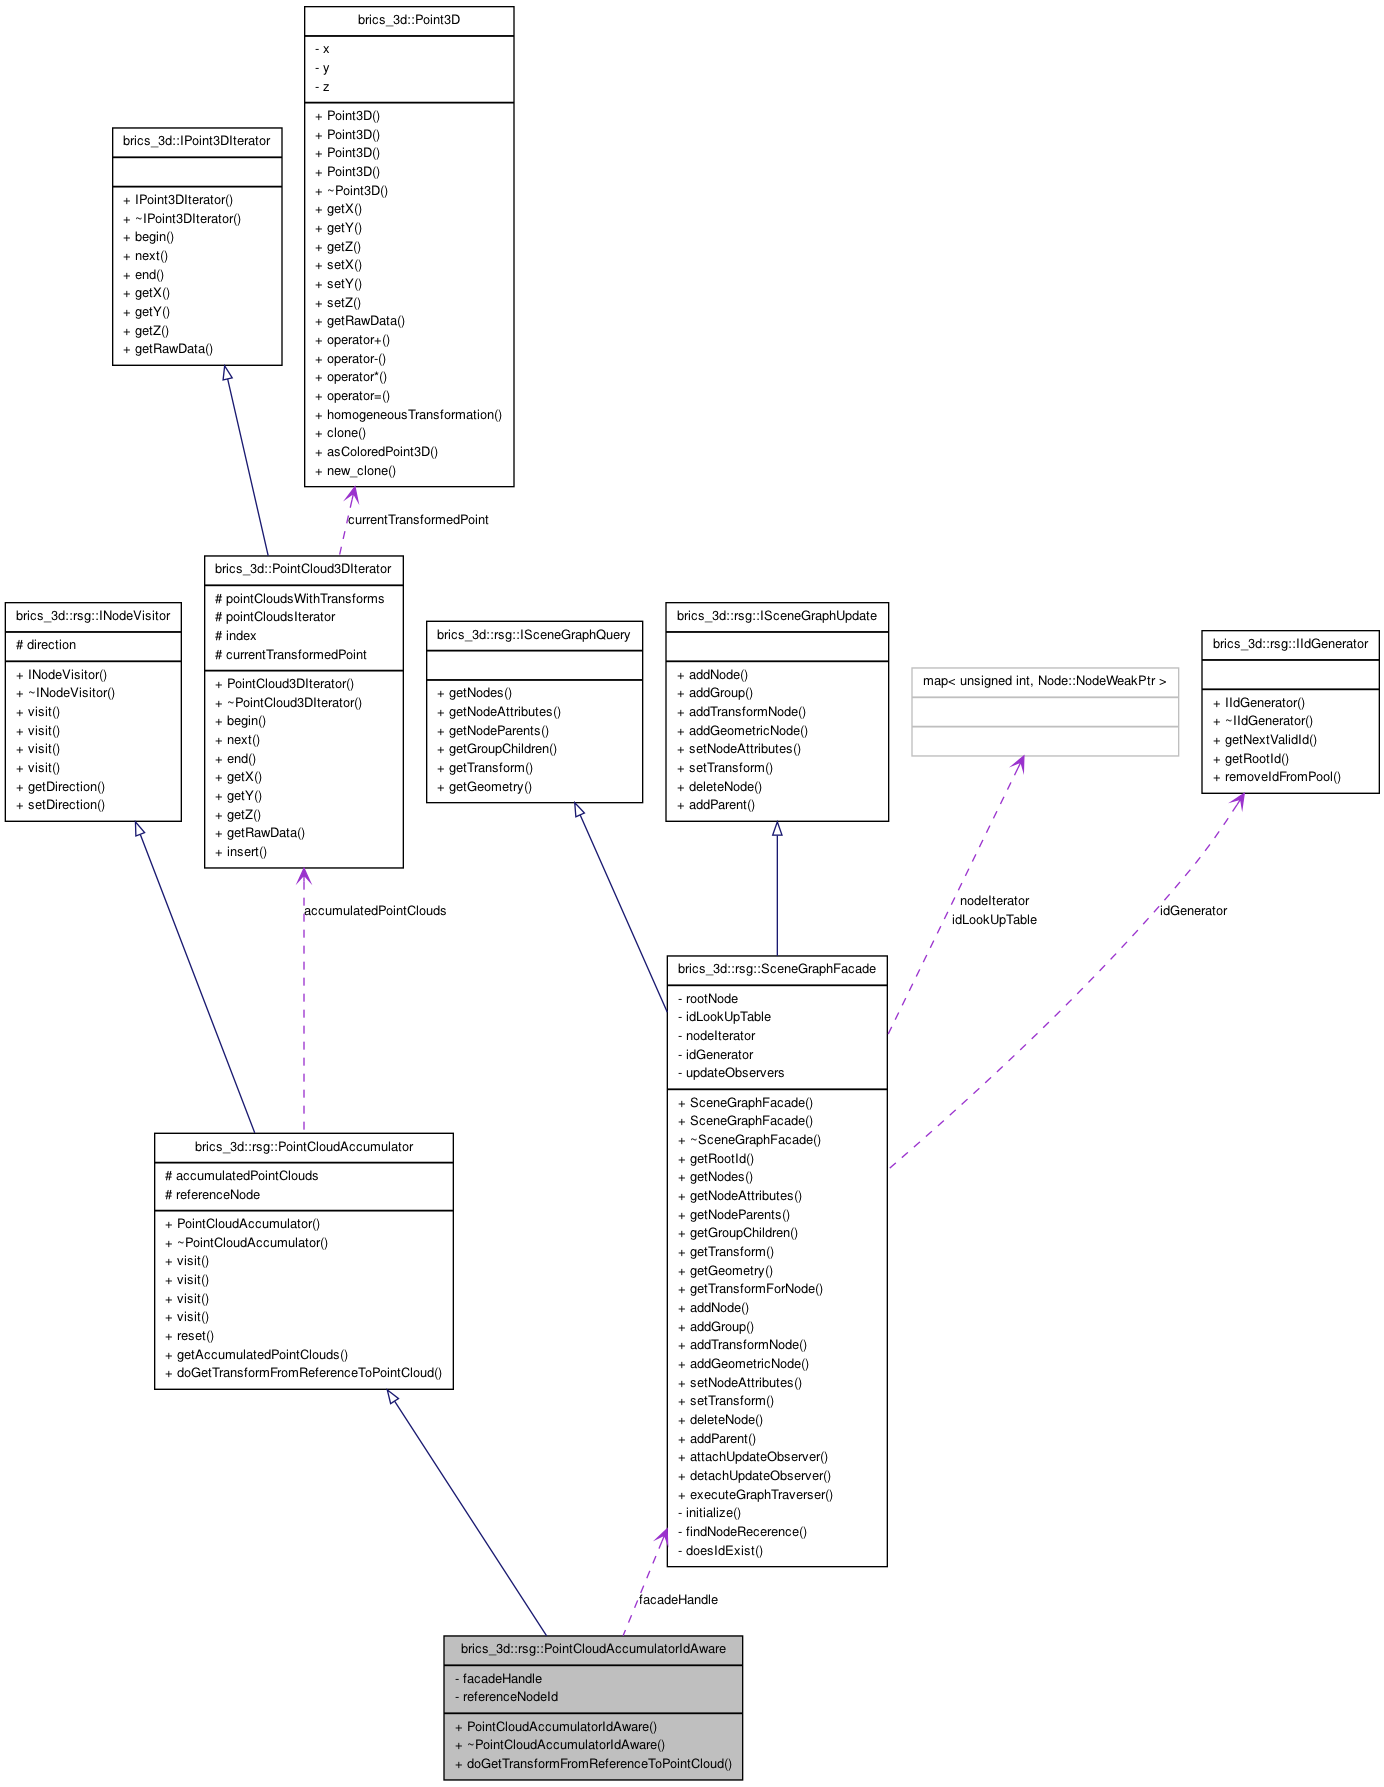 brics_3d::Point3D
- x
- y
- z
+ Point3D()
+ Point3D()
+ Point3D()
+ Point3D()
+ ~Point3D()
+ getX()
+ getY()
+ getZ()
+ setX()
+ setY()
+ setZ()
+ getRawData()
+ operator+()
+ operator-()
+ operator*()
+ operator=()
+ homogeneousTransformation()
+ clone()
+ asColoredPoint3D()
+ new_clone()
brics_3d::IPoint3DIterator
+ IPoint3DIterator()
+ ~IPoint3DIterator()
+ begin()
+ next()
+ end()
+ getX()
+ getY()
+ getZ()
+ getRawData()
currentTransformedPoint
brics_3d::PointCloud3DIterator
# pointCloudsWithTransforms
# pointCloudsIterator
# index
# currentTransformedPoint
+ PointCloud3DIterator()
+ ~PointCloud3DIterator()
+ begin()
+ next()
+ end()
+ getX()
+ getY()
+ getZ()
+ getRawData()
+ insert()
brics_3d::rsg::INodeVisitor
# direction
+ INodeVisitor()
+ ~INodeVisitor()
+ visit()
+ visit()
+ visit()
+ visit()
+ getDirection()
+ setDirection()
brics_3d::rsg::ISceneGraphQuery
+ getNodes()
+ getNodeAttributes()
+ getNodeParents()
+ getGroupChildren()
+ getTransform()
+ getGeometry()
brics_3d::rsg::ISceneGraphUpdate
+ addNode()
+ addGroup()
+ addTransformNode()
+ addGeometricNode()
+ setNodeAttributes()
+ setTransform()
+ deleteNode()
+ addParent()
map< unsigned int, Node::NodeWeakPtr >
brics_3d::rsg::IIdGenerator
+ IIdGenerator()
+ ~IIdGenerator()
+ getNextValidId()
+ getRootId()
+ removeIdFromPool()
accumulatedPointClouds
nodeIterator
idLookUpTable
idGenerator
brics_3d::rsg::SceneGraphFacade
- rootNode
- idLookUpTable
- nodeIterator
- idGenerator
- updateObservers
+ SceneGraphFacade()
+ SceneGraphFacade()
+ ~SceneGraphFacade()
+ getRootId()
+ getNodes()
+ getNodeAttributes()
+ getNodeParents()
+ getGroupChildren()
+ getTransform()
+ getGeometry()
+ getTransformForNode()
+ addNode()
+ addGroup()
+ addTransformNode()
+ addGeometricNode()
+ setNodeAttributes()
+ setTransform()
+ deleteNode()
+ addParent()
+ attachUpdateObserver()
+ detachUpdateObserver()
+ executeGraphTraverser()
- initialize()
- findNodeRecerence()
- doesIdExist()
brics_3d::rsg::PointCloudAccumulator
# accumulatedPointClouds
# referenceNode
+ PointCloudAccumulator()
+ ~PointCloudAccumulator()
+ visit()
+ visit()
+ visit()
+ visit()
+ reset()
+ getAccumulatedPointClouds()
+ doGetTransformFromReferenceToPointCloud()
facadeHandle
brics_3d::rsg::PointCloudAccumulatorIdAware
- facadeHandle
- referenceNodeId
+ PointCloudAccumulatorIdAware()
+ ~PointCloudAccumulatorIdAware()
+ doGetTransformFromReferenceToPointCloud()